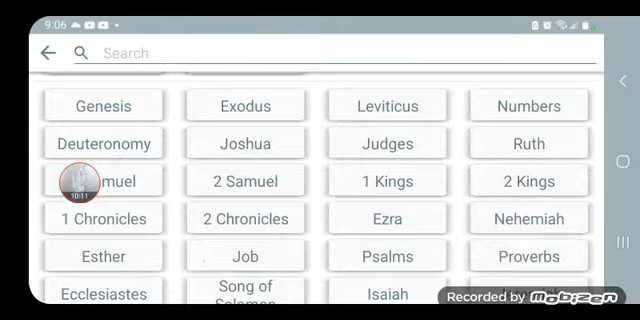 9:06
Search
Genesis Exodus Leviticus Numbers
Deuteronomy Joshua Judges Ruth
muel 2 Samuel 1 Kings 2 Kings
10:11
1 Chronicles 2 Chronicles Ezra Nehemiah
Esther Job Psalms Proverbs
Ecclesiastes Song of Isaiah
Solomon
Recorded by Mobizen